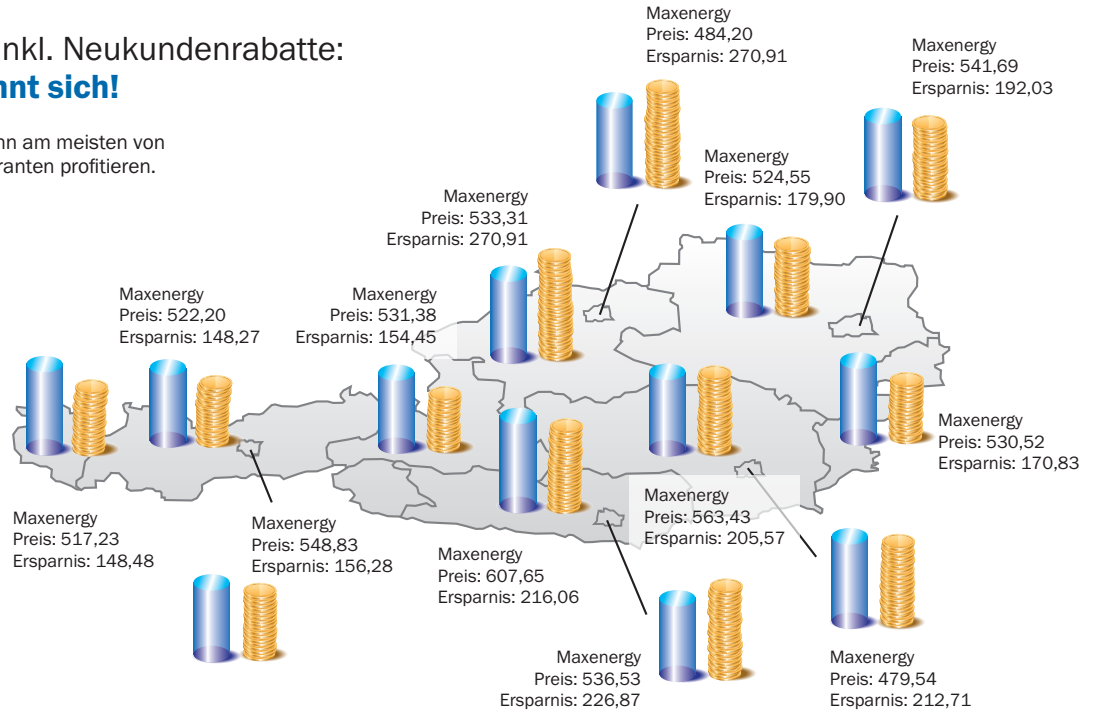 nkl. Neukundenrabatte:
nnt sich!
nn am meisten von
ranten profitieren.
Maxenergy
Preis: 484,20
Ersparnis: 270,91
Maxenergy
Preis: 541,69
Ersparnis: 192,03
Maxenergy
Preis: 524,55
Ersparnis: 179,90
Maxenergy
Preis: 533,31
Ersparnis: 270,91
Maxenergy
Preis: 522,20
Ersparnis: 148,27
Maxenergy
Preis: 531,38
Ersparnis: 154,45
Maxenergy
Preis: 530,52
Ersparnis: 170,83
Maxenergy
Preis: 517,23
Ersparnis: 148,48
Maxenergy
Preis: 548,83
Ersparnis: 156,28
Maxenergy
Preis: 607,65
Ersparnis: 216,06
Maxenergy
Preis: 563,43
Ersparnis: 205,57
Maxenergy
Preis: 536,53
Ersparnis: 226,87
Maxenergy
Preis: 479,54
Ersparnis: 212,71